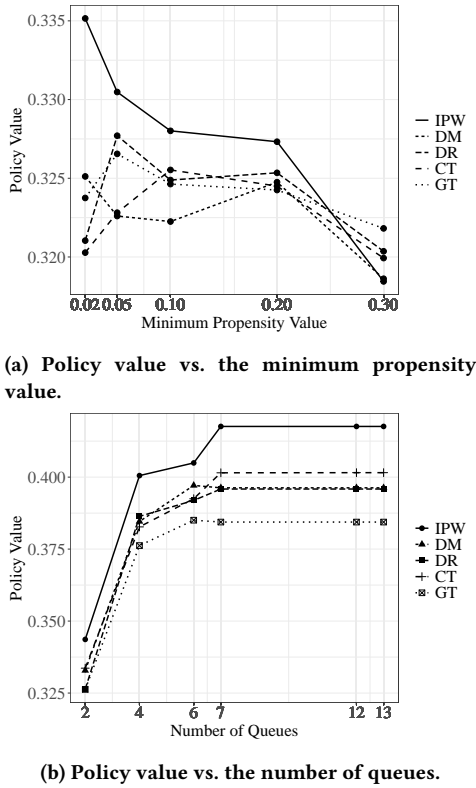 0.335
0.330
0.325
0.320
Policy Value
0.02 0.05 0.10 0.20 0.30
Minimum Propensity Value
IPW
DM
DR
CT
GT
(a) Policy value vs. the minimum propensity
value.
0.400
0.375
0.350
0.325
Policy Value
2 4 6 7 12 13
Number of Queues
IPW
DM
DR
CT
GT
(b) Policy value vs. the number of queues.